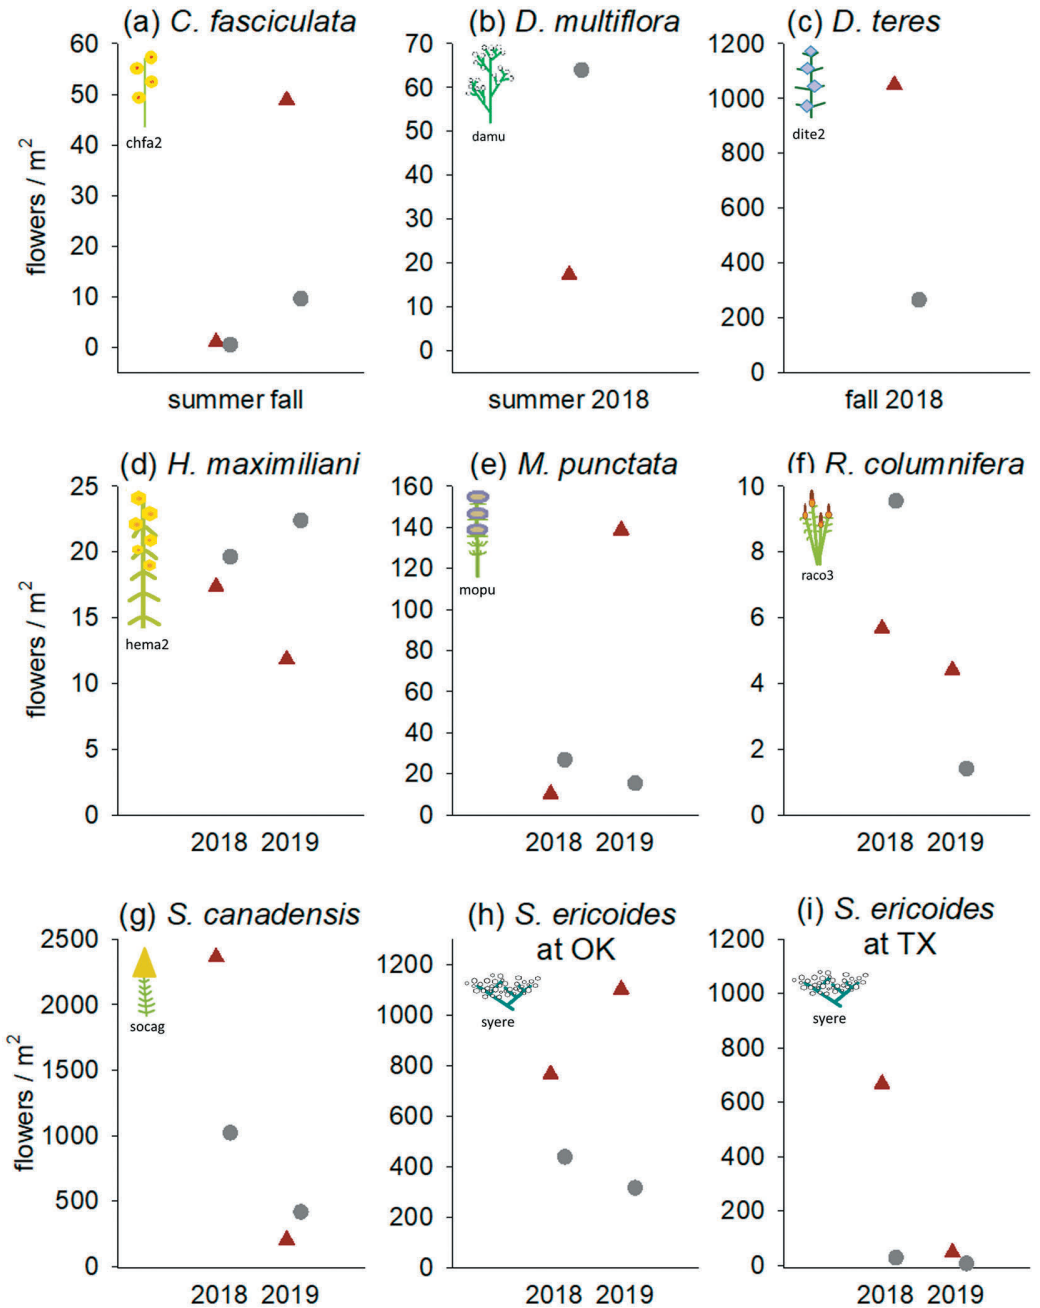 (a) C. fasciculata
(b) D. multiflora
(c) D. teres
flowers / m2
60
50
40
30
20
10
0
chfa2
summer fall
70
60
50
40
30
20
10
0
damu
summer 2018
1200
1000
800
600
400
200
0
dite2
fall 2018
(d) H. maximiliani
(e) M. punctata
(f) R. columnifera
flowers / m2
25
20
15
10
5
0
hema2
2018 2019
160
140
120
100
80
60
40
20
0
mopu
2018 2019
10
8
6
4
2
0
raco3
2018 2019
(g) S. canadensis
(h) S. ericoides
at OK
(i) S. ericoides
at TX
flowers / m2
2500
2000
1500
1000
500
0
socag
2018 2019
1200
1000
800
600
400
200
0
syere
2018 2019
1200
1000
800
600
400
200
0
syere
2018 2019